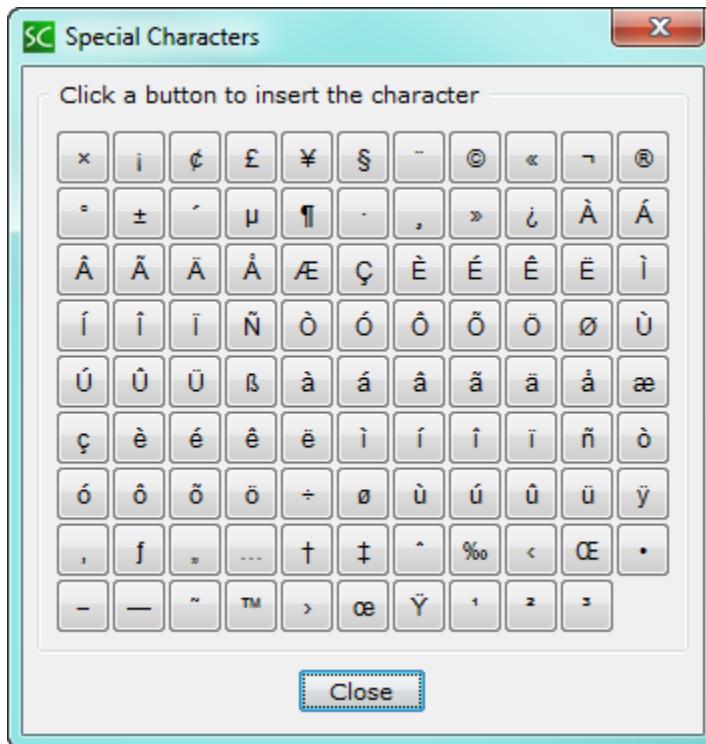 SC Special Characters
Click a button to insert the character
× ¡ ¢ £ ¥ § ¨ © « ¬ ®
° ± ´ µ ¶ · ¸ » ¿ À Á
Â Ã Ä Å Æ Ç È É Ê Ë Ì
Í Î Ï Ñ Ò Ó Ô Õ Ö Ø Ù
Ú Û Ü ß à á â ã ä å æ
ç è é ê ë ì í î ï ñ ò
ó ô õ ö ÷ ø ù ú û ü ÿ
‚ ƒ „ … † ‡ ˆ ‰ ‹ Œ •
– — ˜ ™ › œ Ÿ ¹ ² ³
Close